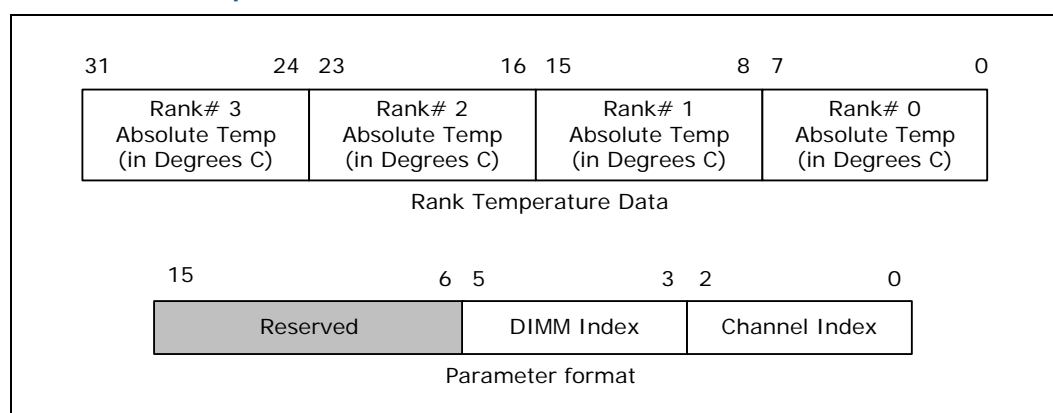 31 24 23 16 15 8 7 0
Rank# 3 Rank# 2 Rank# 1 Rank# 0
Absolute Temp Absolute Temp Absolute Temp Absolute Temp
(in Degrees C) (in Degrees C) (in Degrees C) (in Degrees C)
Rank Temperature Data
15 6 5 3 2 0
Reserved DIMM Index Channel Index
Parameter format